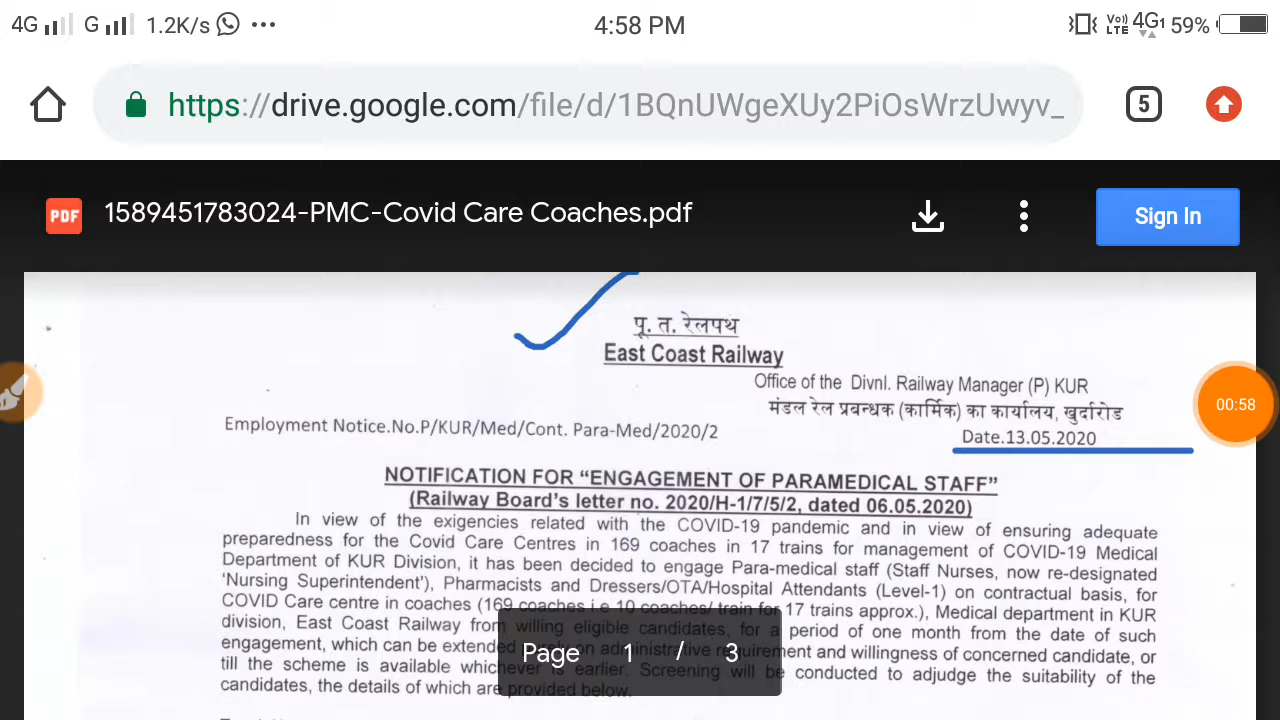 4G G 1.2K/s 4:58 PM Vo)) LTE 4G1 59%
https://drive.google.com/file/d/1BQnUWgeXUy2PiOsWrzUwyv_ 5
PDF 1589451783024-PMC-Covid Care Coaches.pdf Sign In
पू. त. रेलपथ
East Coast Railway
Office of the Divnl. Railway Manager (P) KUR
मंडल रेल प्रबन्धक (कार्मिक) का कार्यालय, खुर्दारोड
00:58
Employment Notice.No.P/KUR/Med/Cont. Para-Med/2020/2
Date.13.05.2020
NOTIFICATION FOR “ENGAGEMENT OF PARAMEDICAL STAFF”
(Railway Board's letter no. 2020/H-1/7/5/2, dated 06.05.2020)
In view of the exigencies related with the COVID-19 pandemic and in view of ensuring adequate
preparedness for the Covid Care Centres in 169 coaches in 17 trains for management of COVID-19 Medical
Department of KUR Division, it has been decided to engage Para-medical staff (Staff Nurses, now re-designated
'Nursing Superintendent'), Pharmacists and Dressers/OTA/Hospital Attendants (Level-1) on contractual basis, for
COVID Care centre in coaches (169 coaches i.e 10 coaches/ train for 17 trains approx.), Medical department in KUR
division, East Coast Railway from willing eligible candidates, for a period of one month from the date of such
engagement, which can be extended on administrative requirement and willingness of concerned candidate, or
till the scheme is available whichever is earlier. Screening will be conducted to adjudge the suitability of the
candidates, the details of which are provided below.
Page 1 / 3